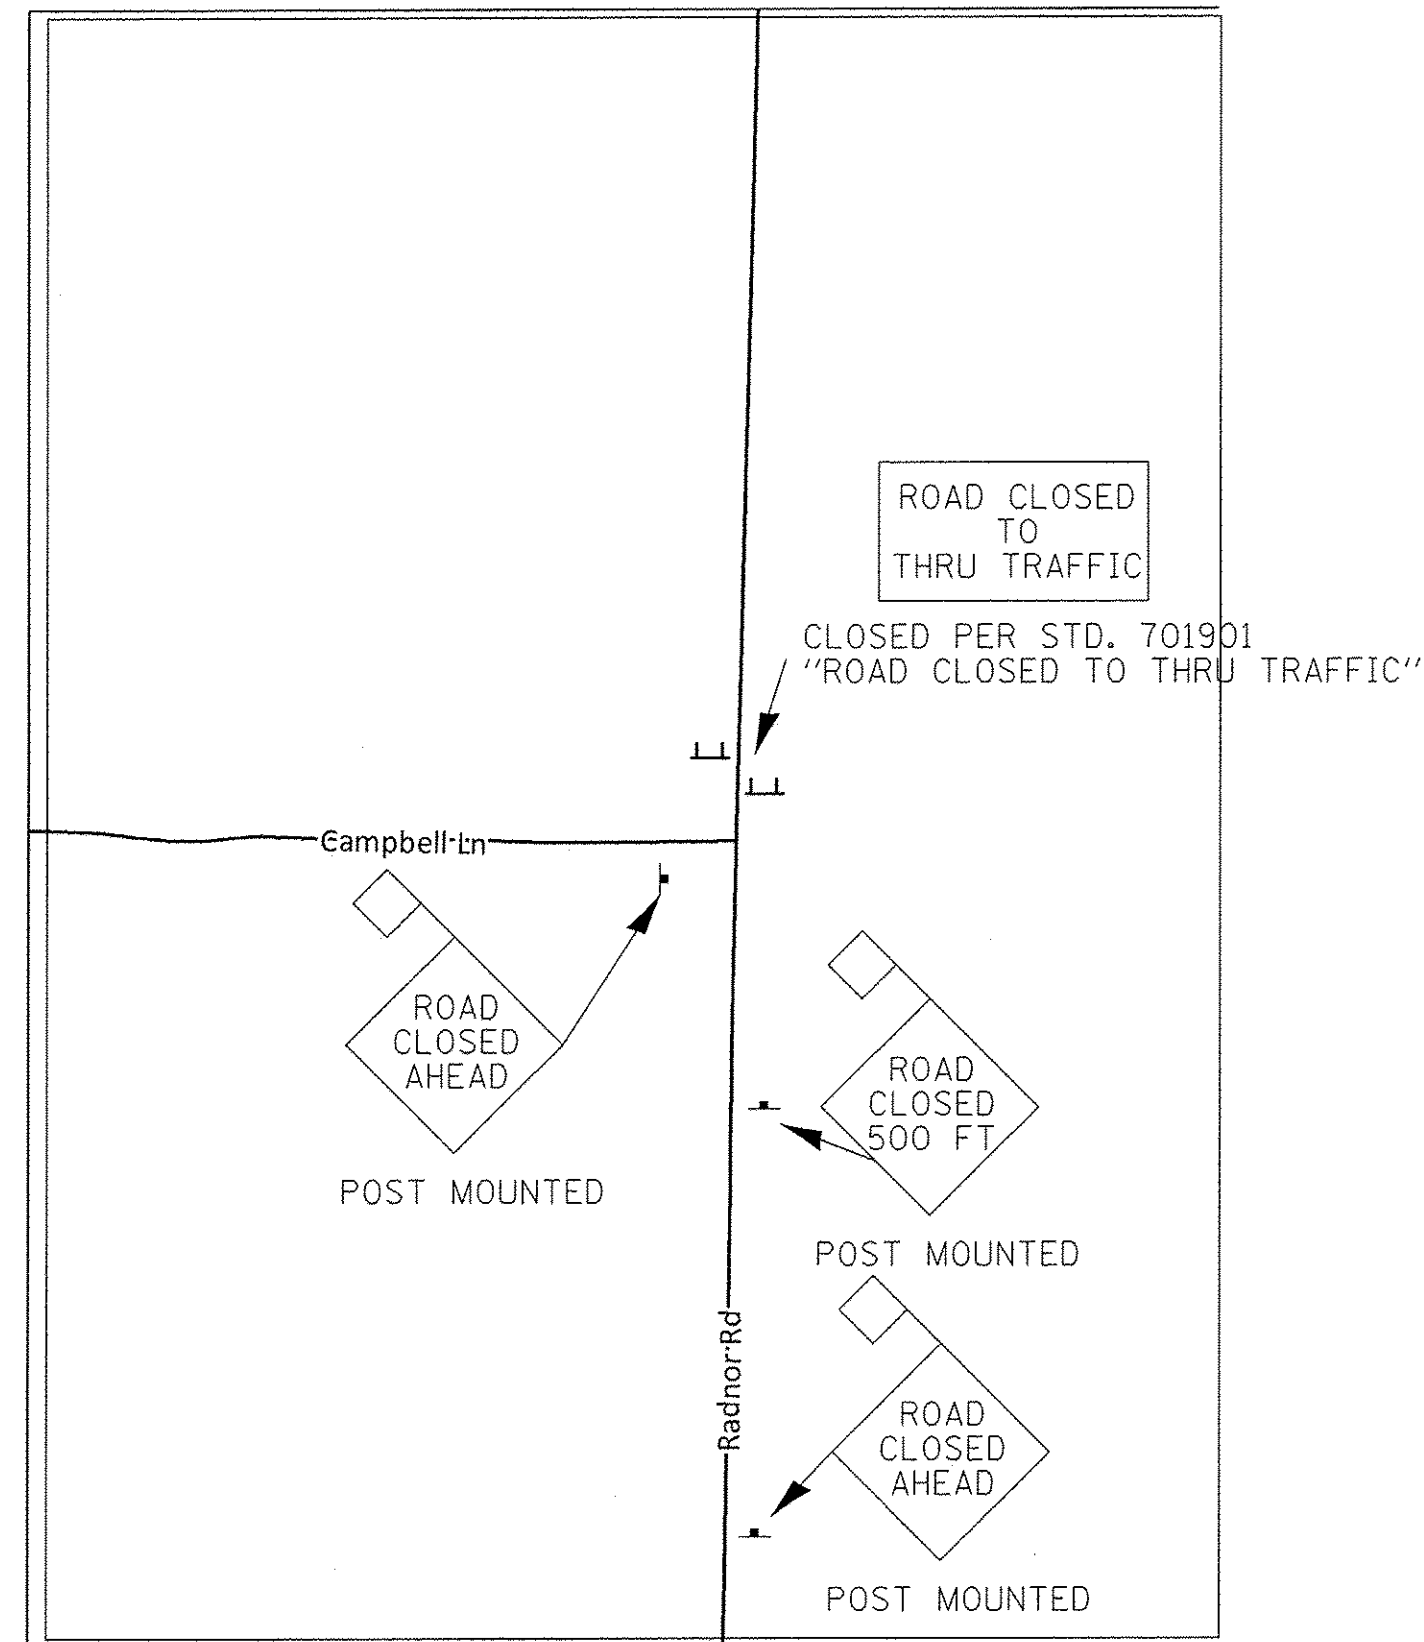 ROAD CLOSED
TO
THRU TRAFFIC
CLOSED PER STD. 701901
"ROAD CLOSED TO THRU TRAFFIC"
Campbell Ln
ROAD
CLOSED
AHEAD
POST MOUNTED
ROAD
CLOSED
500 FT
POST MOUNTED
Radnor Rd
ROAD
CLOSED
AHEAD
POST MOUNTED